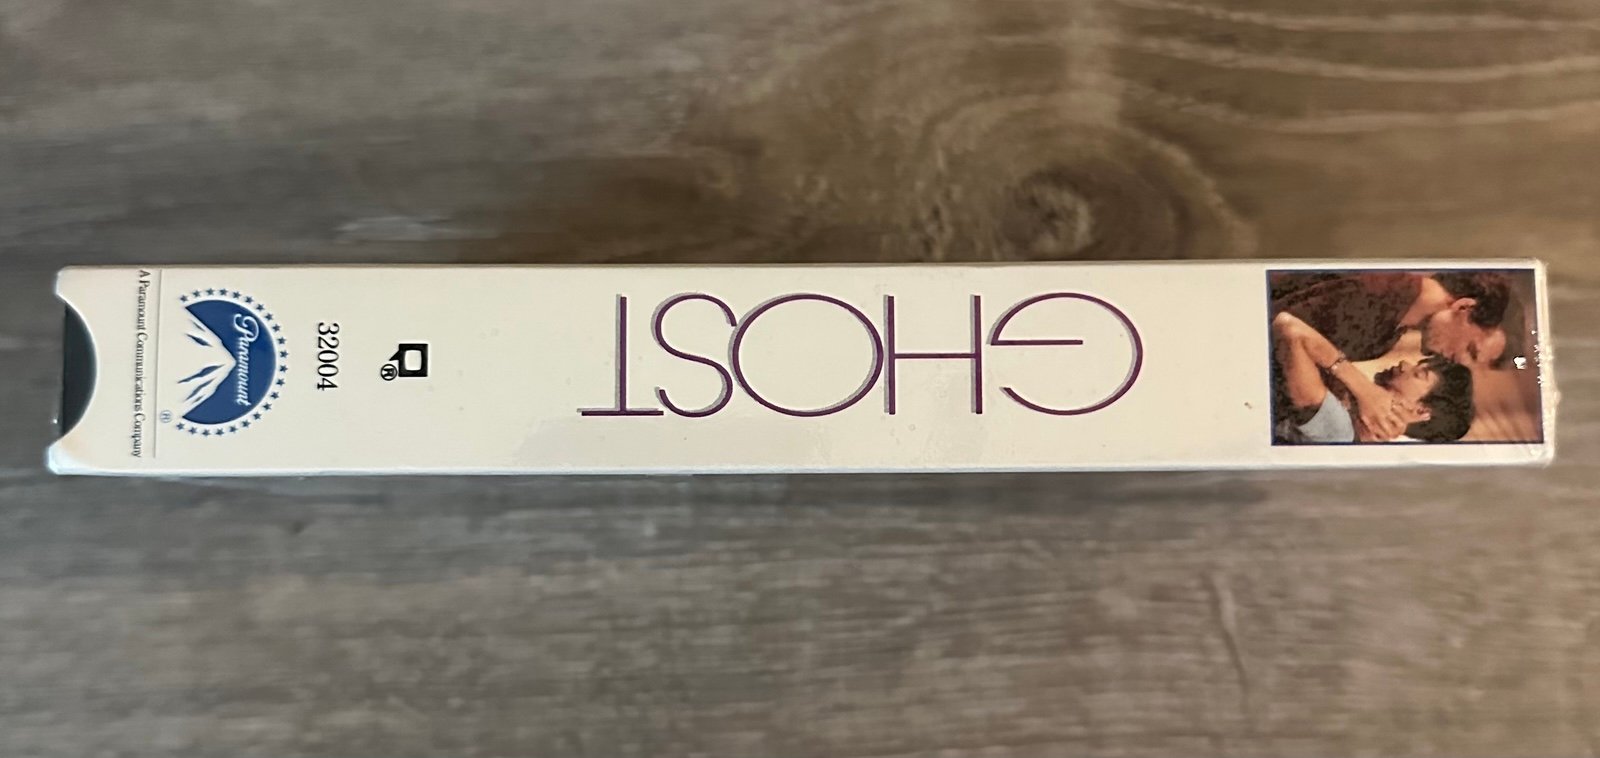 GHOST
®
32004
Paramount
®
A Paramount Communications Company